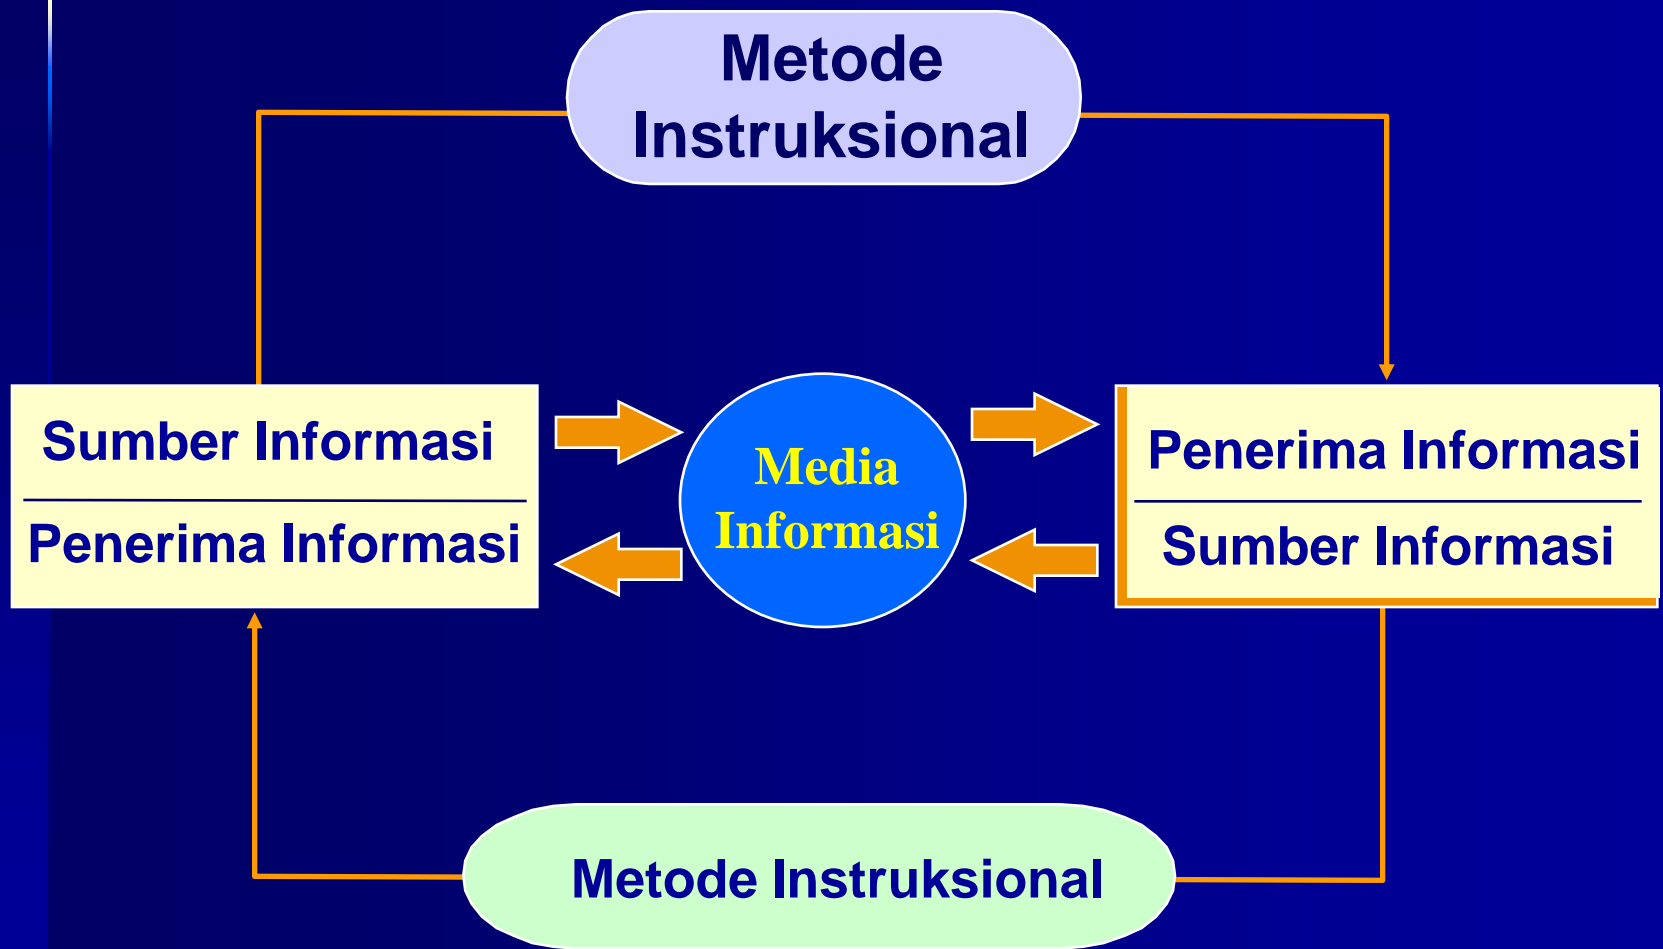 Metode
Instruksional
Sumber Informasi
Penerima Informasi
Media
Informasi
Penerima Informasi
Sumber Informasi
Metode Instruksional